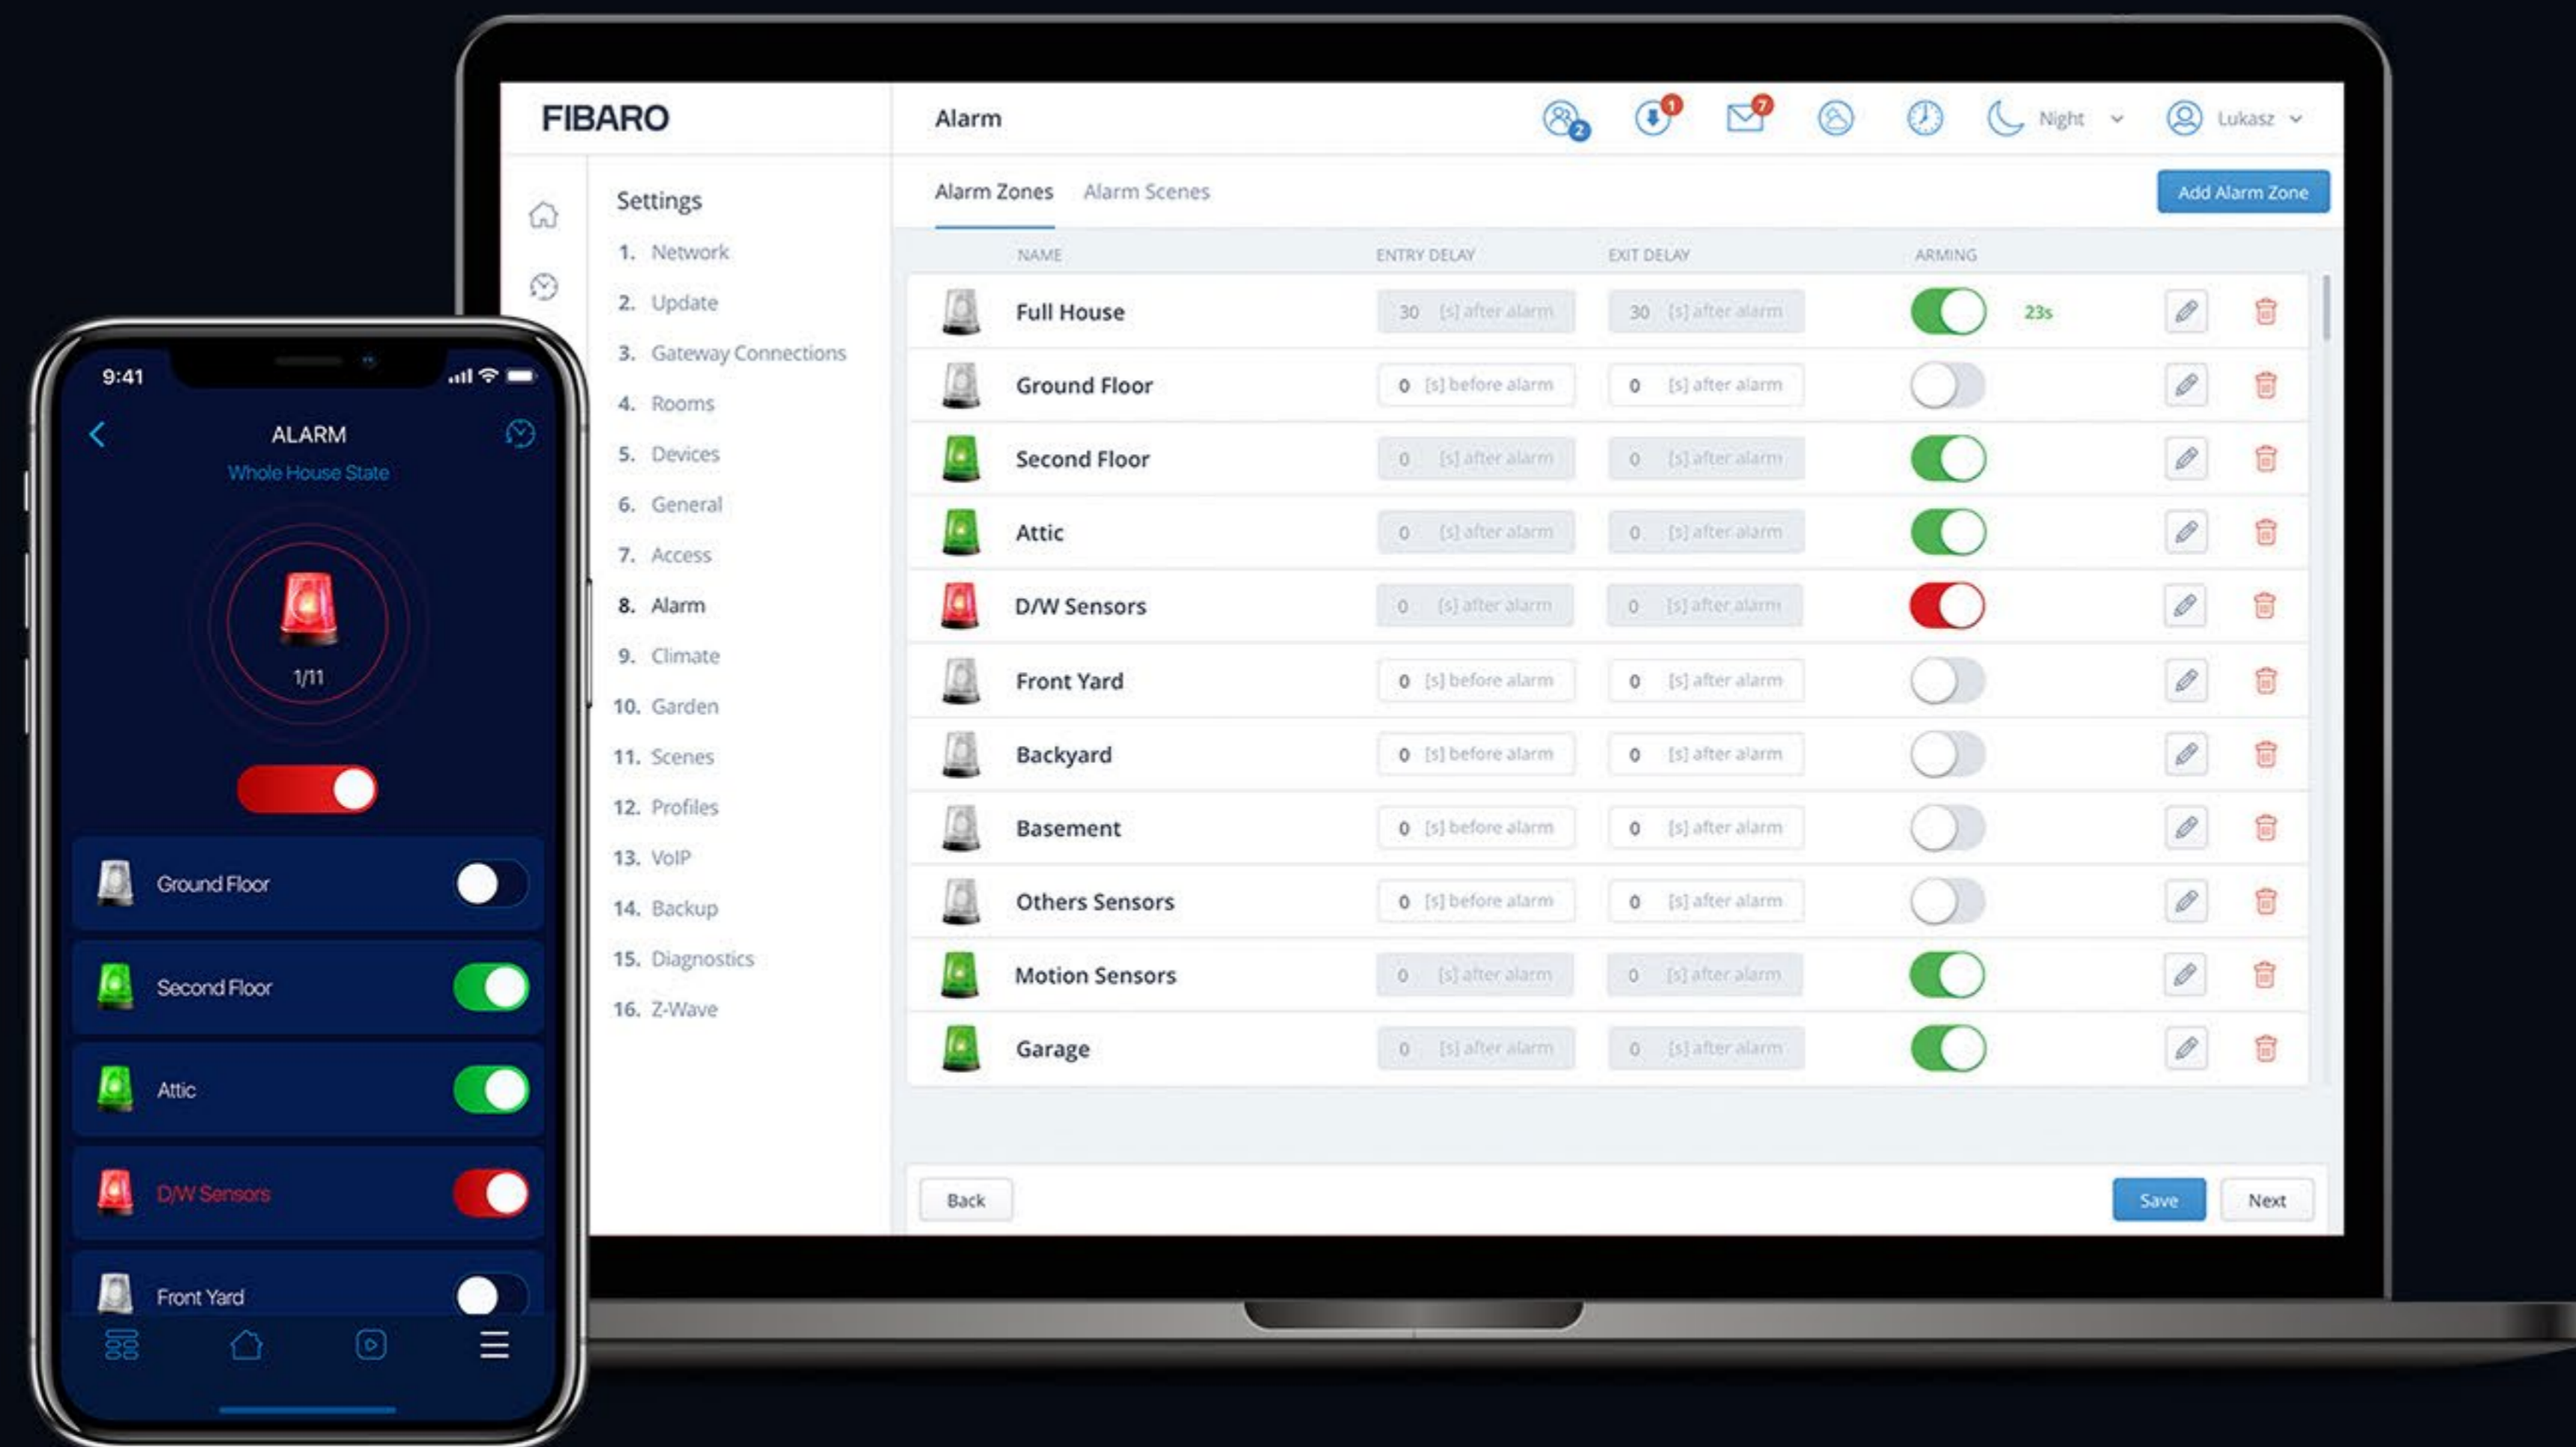 FIBARO
Alarm
2
1
7
Night
Lukasz
Settings
1. Network
2. Update
3. Gateway Connections
4. Rooms
5. Devices
6. General
7. Access
8. Alarm
9. Climate
10. Garden
11. Scenes
12. Profiles
13. VoIP
14. Backup
15. Diagnostics
16. Z-Wave
Alarm Zones Alarm Scenes
Add Alarm Zone
NAME ENTRY DELAY EXIT DELAY ARMING
Full House 30 [s] after alarm 30 [s] after alarm 23s
Ground Floor 0 [s] before alarm 0 [s] after alarm
Second Floor 0 [s] after alarm 0 [s] after alarm
Attic 0 [s] after alarm 0 [s] after alarm
D/W Sensors 0 [s] after alarm 0 [s] after alarm
Front Yard 0 [s] before alarm 0 [s] after alarm
Backyard 0 [s] before alarm 0 [s] after alarm
Basement 0 [s] before alarm 0 [s] after alarm
Others Sensors 0 [s] before alarm 0 [s] after alarm
Motion Sensors 0 [s] after alarm 0 [s] after alarm
Garage 0 [s] after alarm 0 [s] after alarm
Back
Save
Next
9:41
ALARM
Whole House State
1/11
Ground Floor
Second Floor
Attic
D/W Sensors
Front Yard